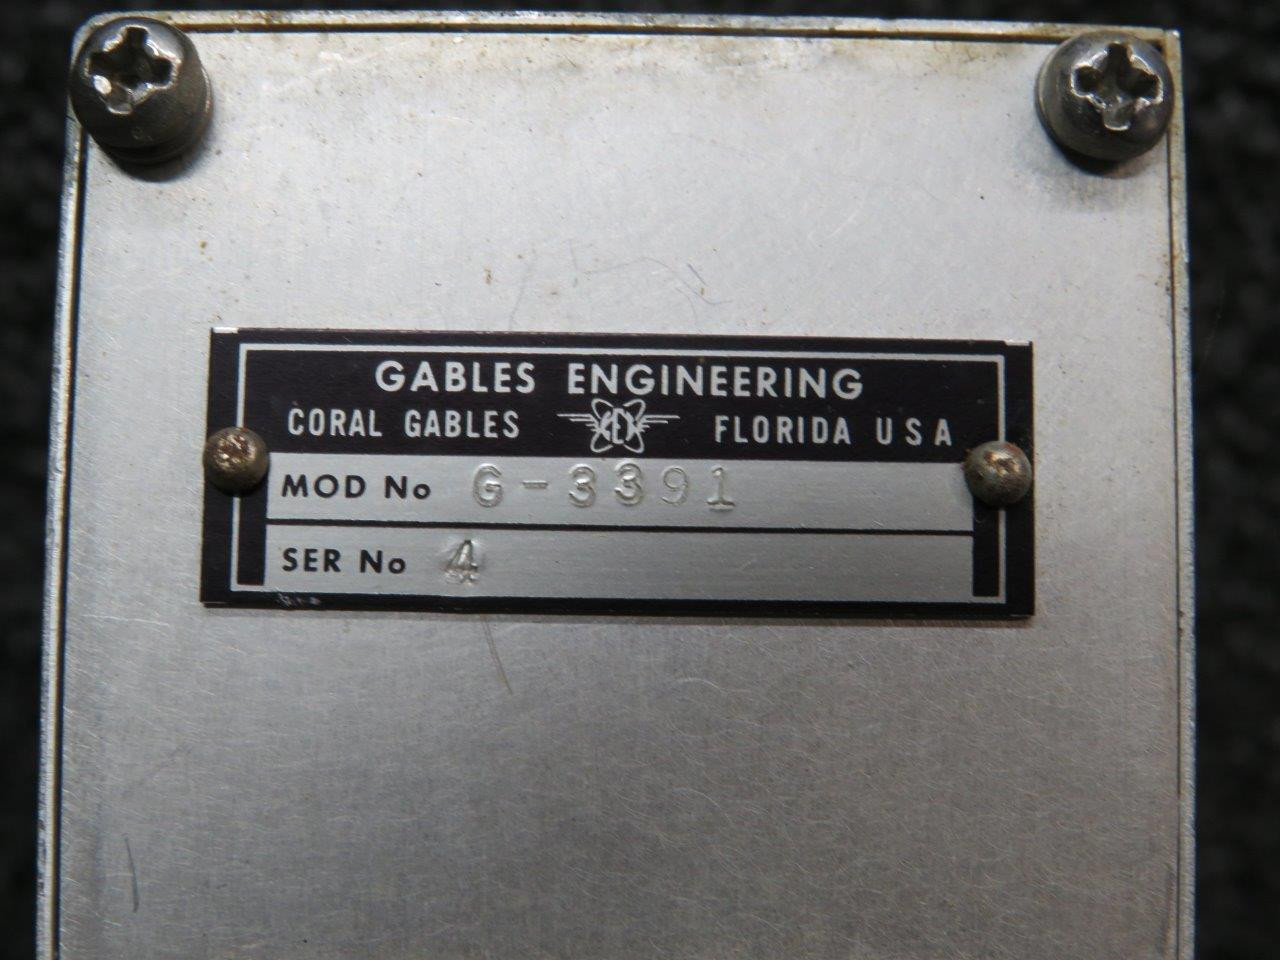 GABLES ENGINEERING
CORAL GABLES FLORIDA USA
MOD No G-3391
SER No 4